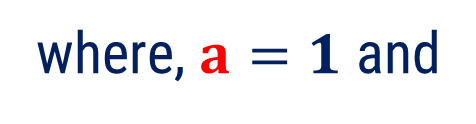 where, a = 1 and